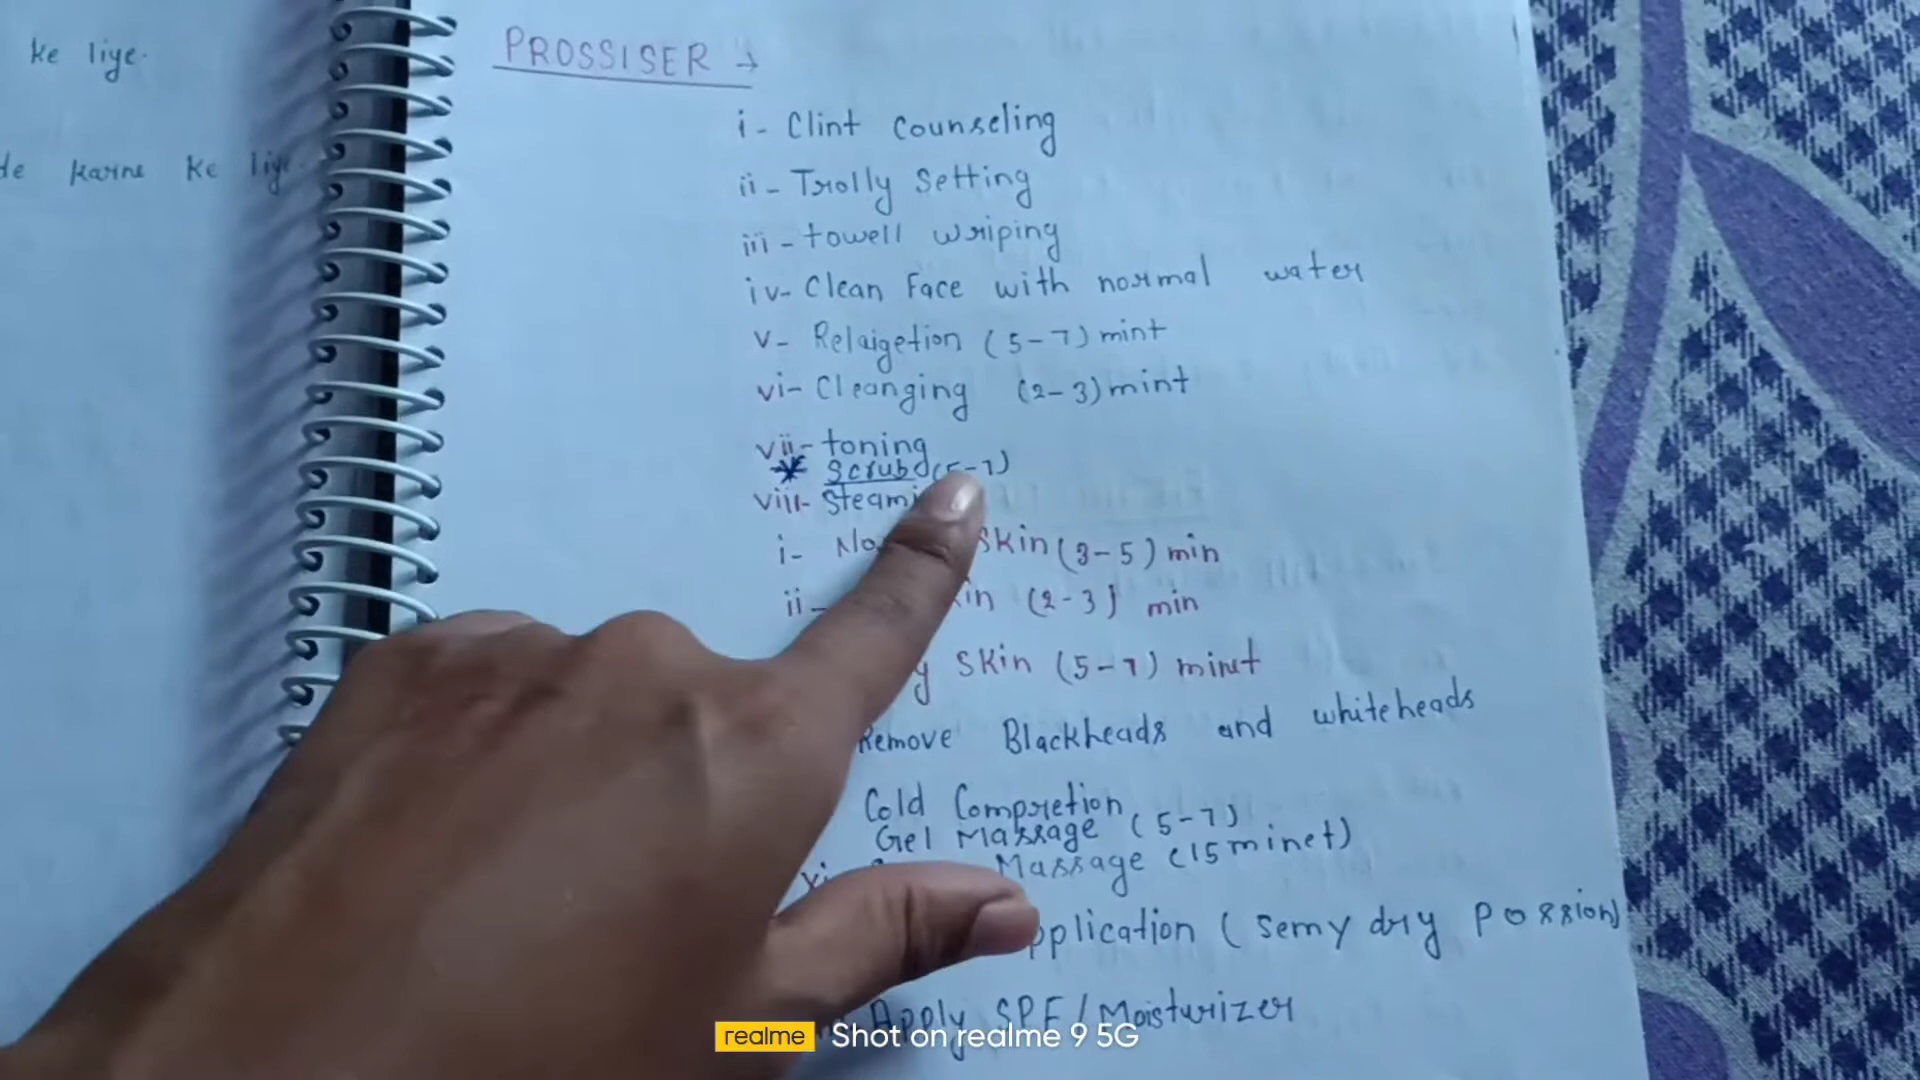 ke liye.
de karne ke liye.
PROSSISER →
i- Clint Counseling
ii- Trolly Setting
iii- towell wriping
iv- Clean Face with normal water
v- Relaigetion (5-7) mint
vi- Cleanging (2-3) mint
vii- toning
* Scrub (5-7)
viii- Steami
i- No Skin (3-5) min
ii- in (2-3) min
y Skin (5-7) minut
Remove Blackheads and whiteheads
Cold Compretion
Gel Massage (5-7)
xi Massage (15 minet)
pplication (semy dry possion)
Apply SPF/Moisturizer
realme Shot on realme 9 5G